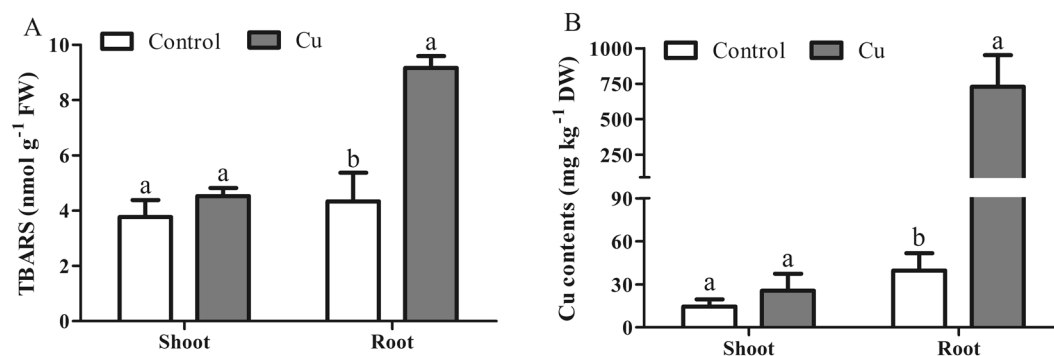 A
Control Cu
TBARS (nmol g⁻¹ FW)
10
8
6
4
2
0
a
a
b
a
Shoot Root
B
Control Cu
Cu contents (mg kg⁻¹ DW)
1000
750
500
250
90
60
30
0
a
a
b
a
Shoot Root